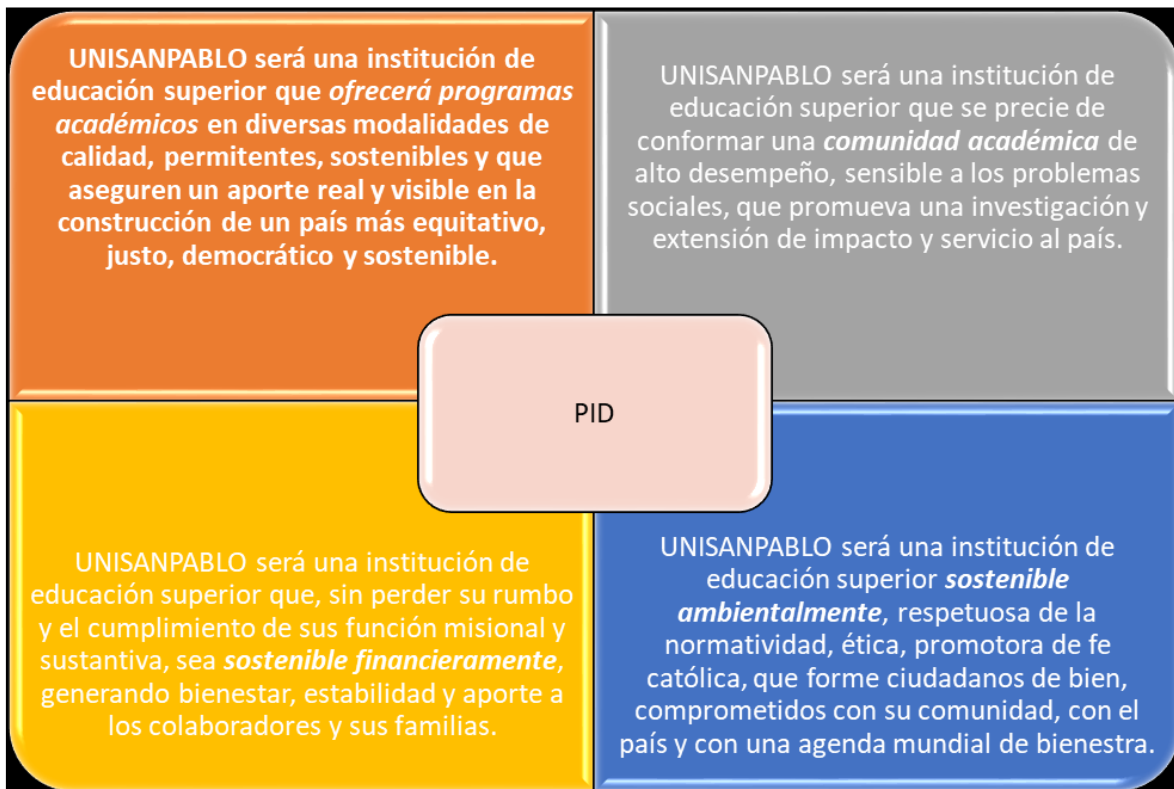 UNISANPABLO será una institución de
educación superior que ofrecerá programas
académicos en diversas modalidades de
calidad, permitentes, sostenibles y que
aseguren un aporte real y visible en la
construcción de un país más equitativo,
justo, democrático y sostenible.
UNISANPABLO será una institución de
educación superior que se precie de
conformar una comunidad académica de
alto desempeño, sensible a los problemas
sociales, que promueva una investigación y
extensión de impacto y servicio al país.
PID
UNISANPABLO será una institución de
educación superior que, sin perder su rumbo
y el cumplimiento de sus función misional y
sustantiva, sea sostenible financieramente,
generando bienestar, estabilidad y aporte a
los colaboradores y sus familias.
UNISANPABLO será una institución de
educación superior sostenible
ambientalmente, respetuosa de la
normatividad, ética, promotora de fe
católica, que forme ciudadanos de bien,
comprometidos con su comunidad, con el
país y con una agenda mundial de bienestra.